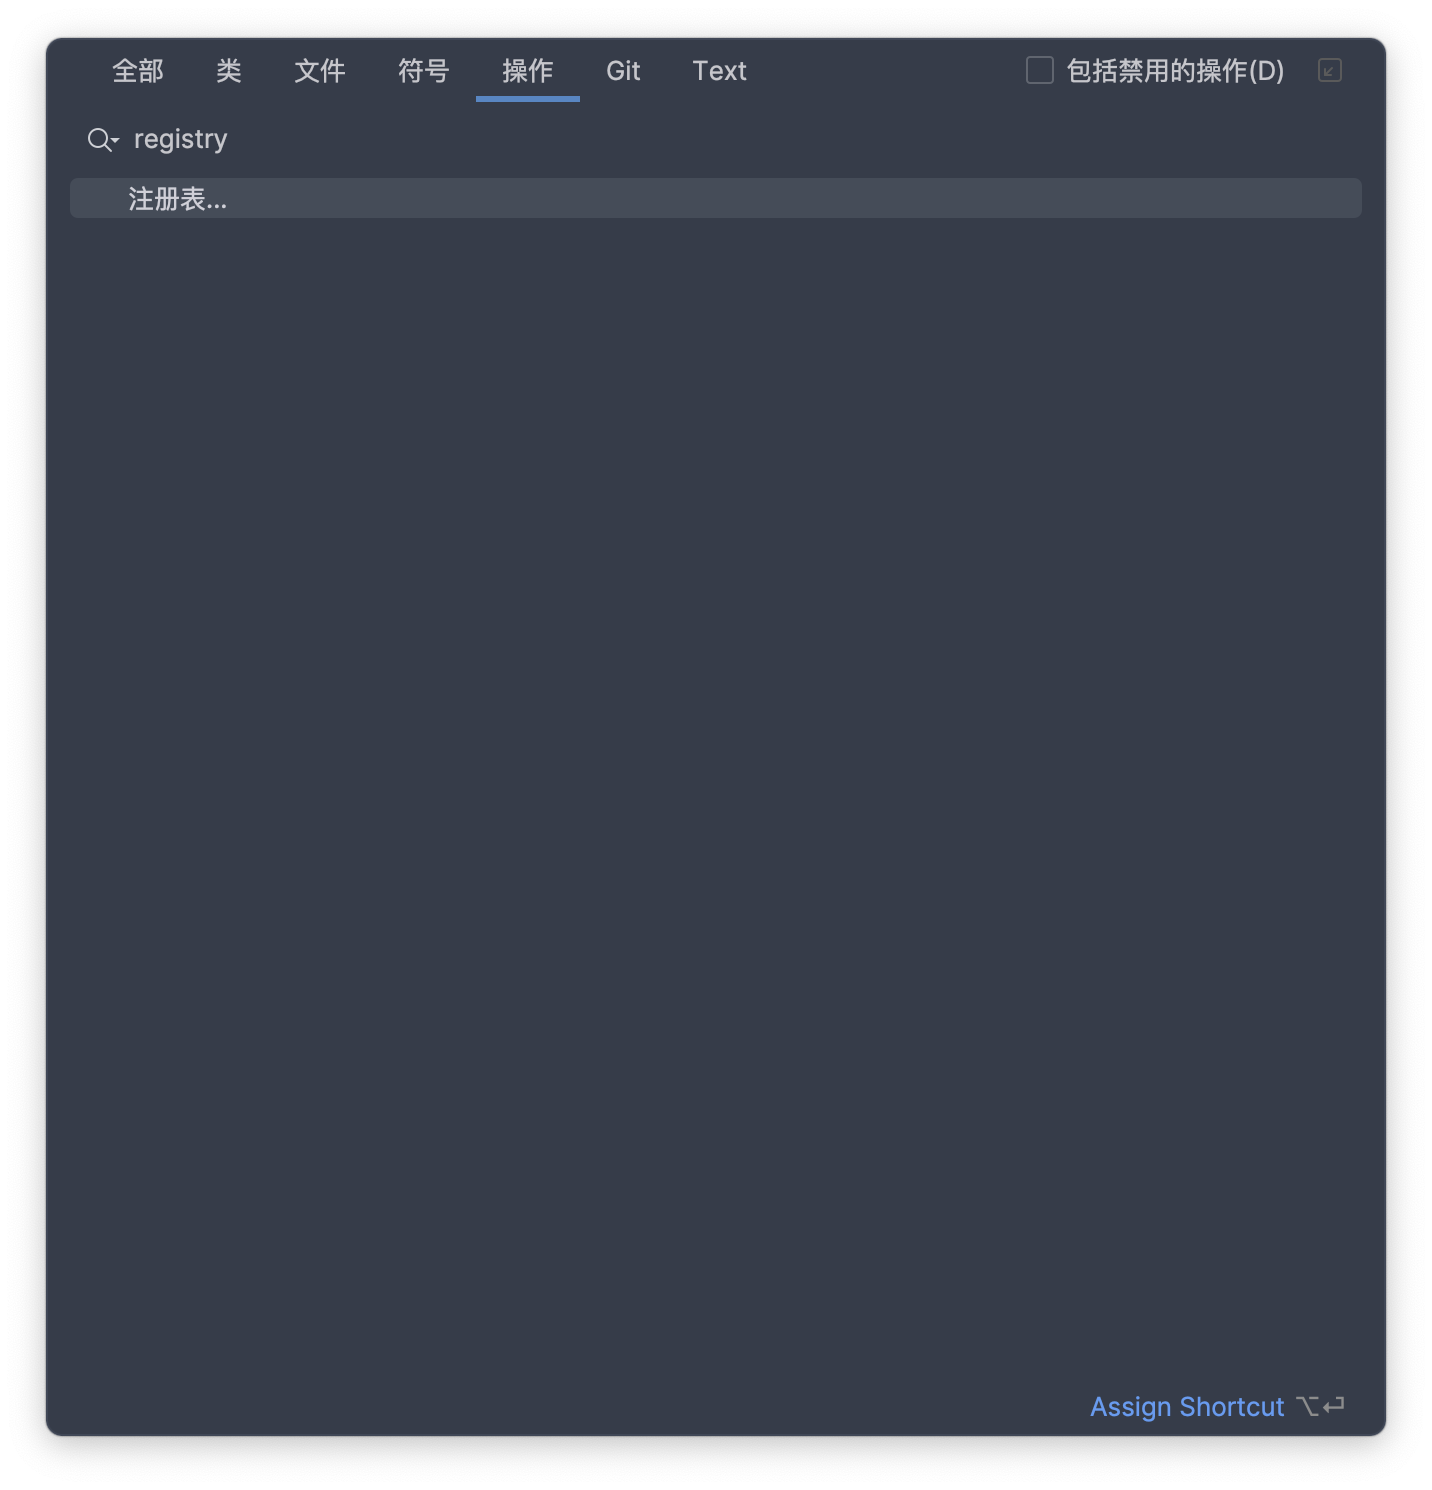 全部 类 文件 符号 操作 Git Text 包括禁用的操作(D)
registry
注册表...
Assign Shortcut ⌥↩